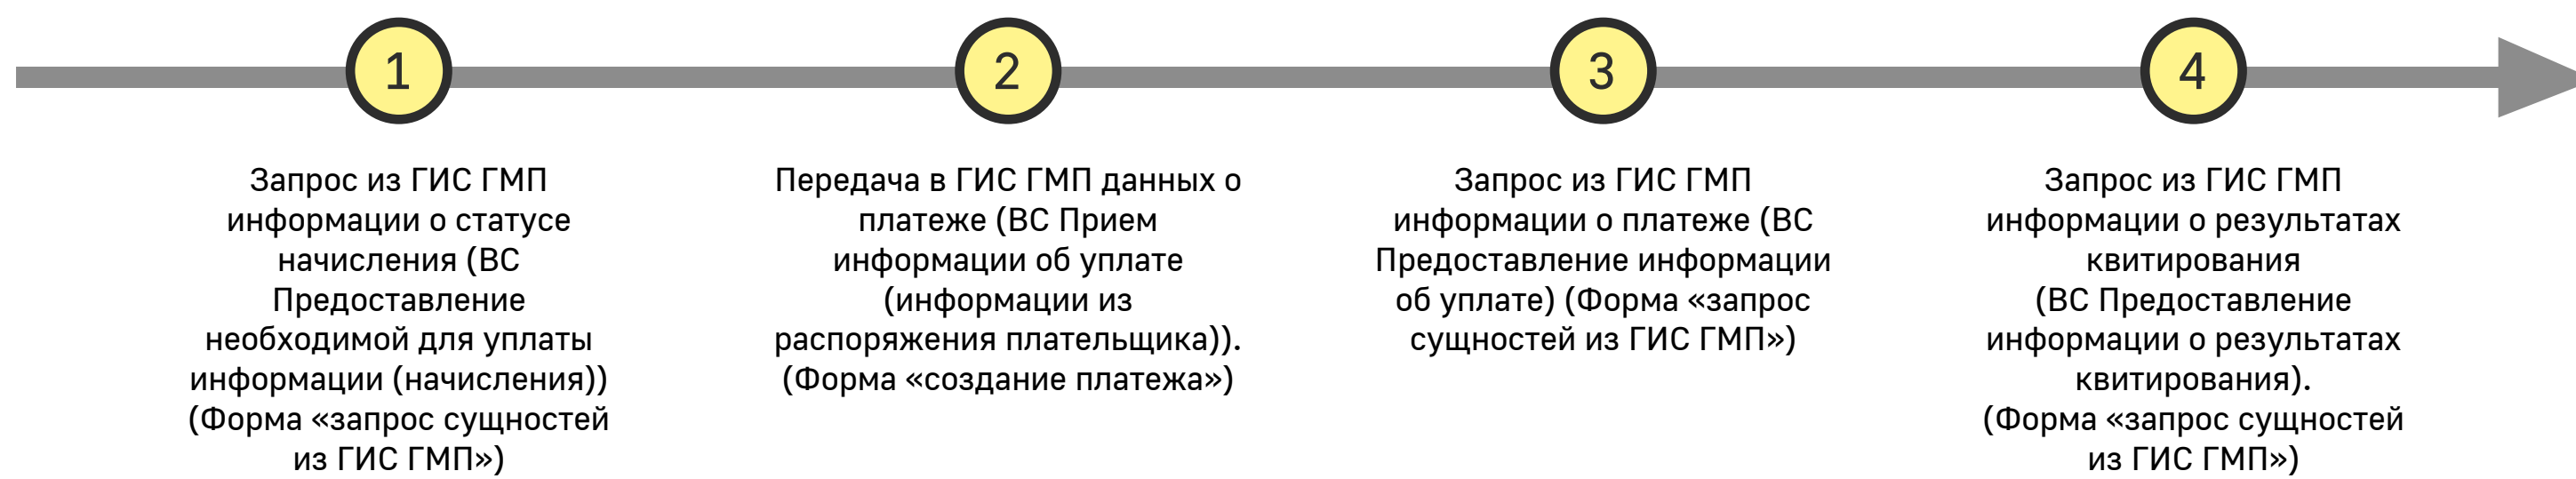 1
2
3
4
Запрос из ГИС ГМП
информации о статусе
начисления (ВС
Предоставление
необходимой для уплаты
информации (начисления))
(Форма «запрос сущностей
из ГИС ГМП»)
Передача в ГИС ГМП данных о
платеже (ВС Прием
информации об уплате
(информации из
распоряжения плательщика)).
(Форма «создание платежа»)
Запрос из ГИС ГМП
информации о платеже (ВС
Предоставление информации
об уплате) (Форма «запрос
сущностей из ГИС ГМП»)
Запрос из ГИС ГМП
информации о результатах
квитирования
(ВС Предоставление
информации о результатах
квитирования).
(Форма «запрос сущностей
из ГИС ГМП»)